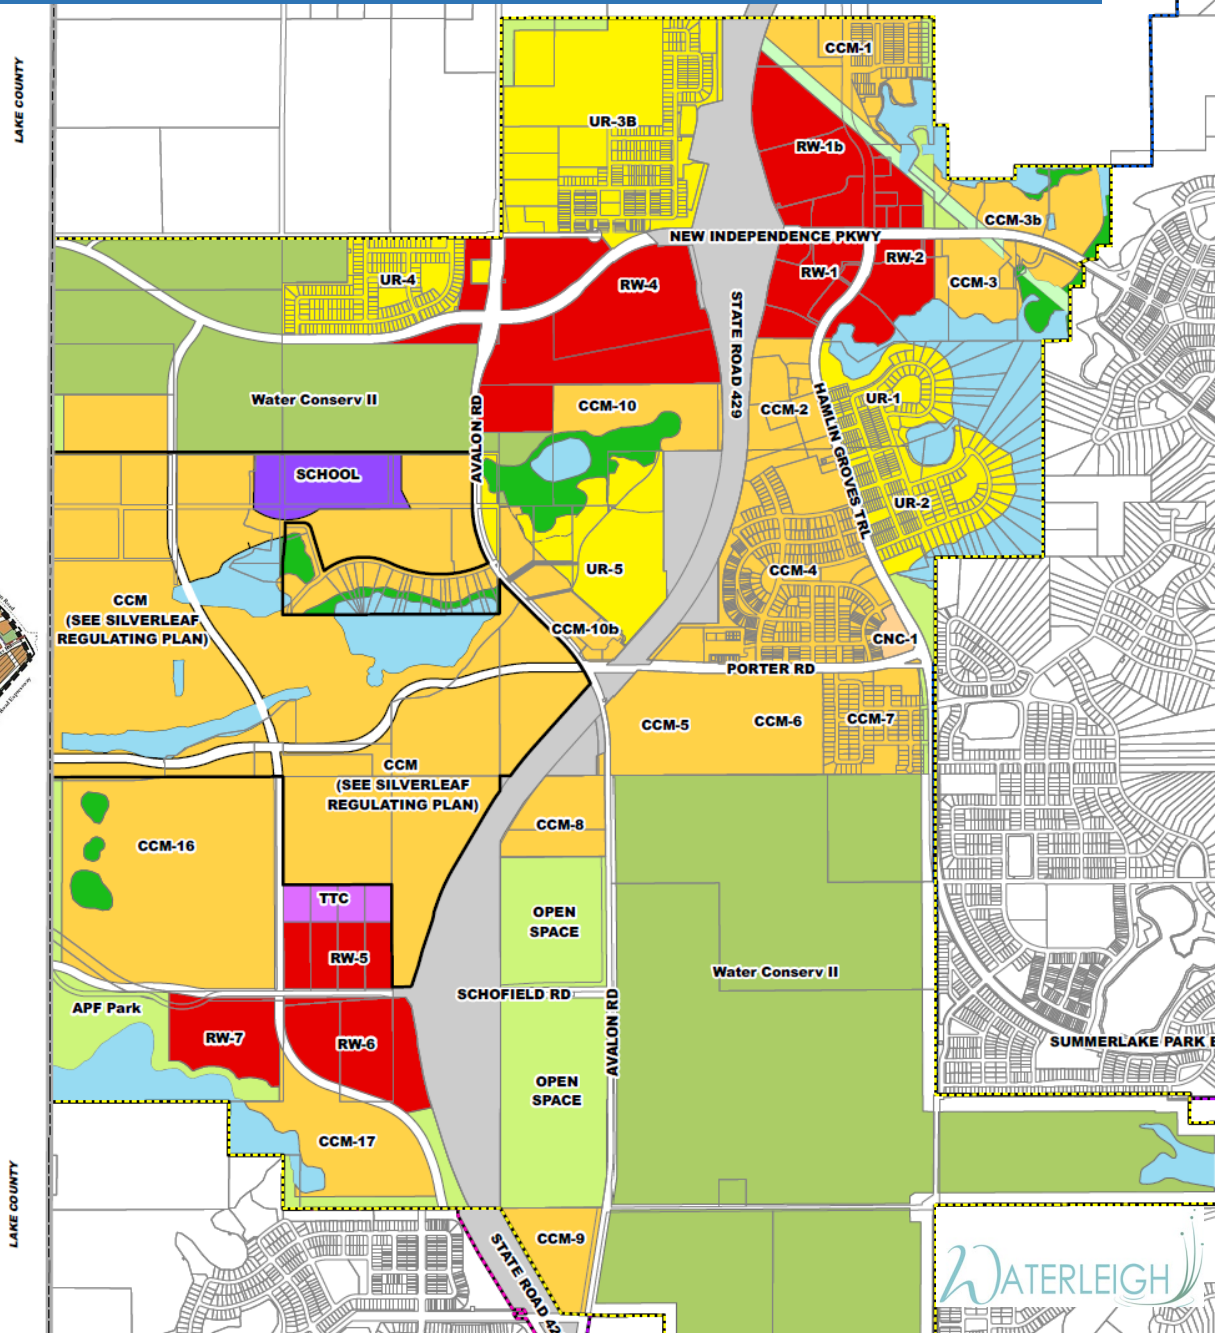 CCM-1
LAKE COUNTY
UR-3B
RW-1b
CCM-3b
NEW INDEPENDENCE PKWY
RW-2
RW-1
UR-4
RW-4
CCM-3
STATE ROAD 429
Water Conserv II
CCM-10
CCM-2
UR-1
AVALON RD
HAMLIN GROVES TRL
SCHOOL
UR-2
UR-5
CCM-4
CCM
(SEE SILVERLEAF
REGULATING PLAN)
CCM-10b
CNC-1
PORTER RD
CCM-5
CCM-6
CCM-7
CCM
(SEE SILVERLEAF
REGULATING PLAN)
CCM-8
CCM-16
TTC
OPEN
SPACE
RW-5
Water Conserv II
SCHOFIELD RD
APF Park
RW-7
RW-6
AVALON RD
SUMMERLAKE PARK
OPEN
SPACE
CCM-17
LAKE COUNTY
CCM-9
STATE ROAD 42
WATERLEIGH